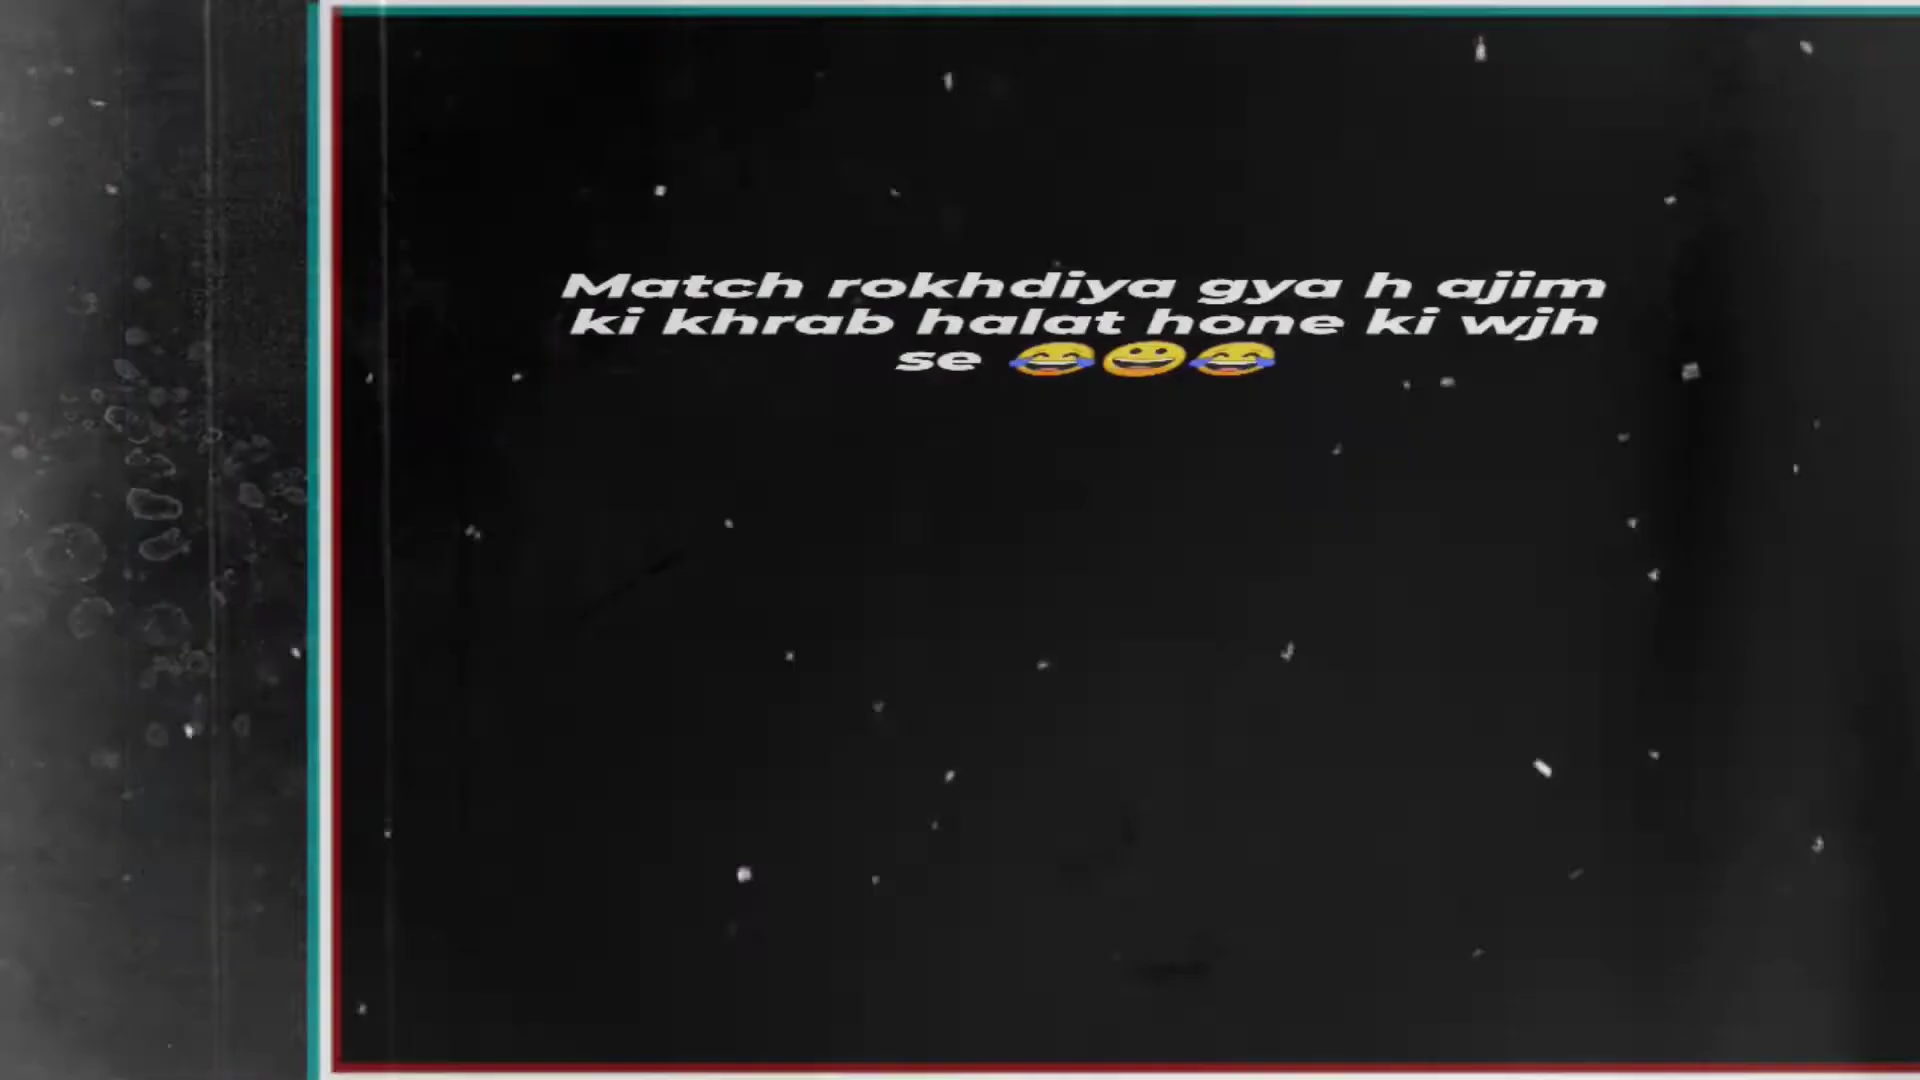 Match rokhdiya gya h ajim
ki khrab halat hone ki wjh
se 😂😀😂